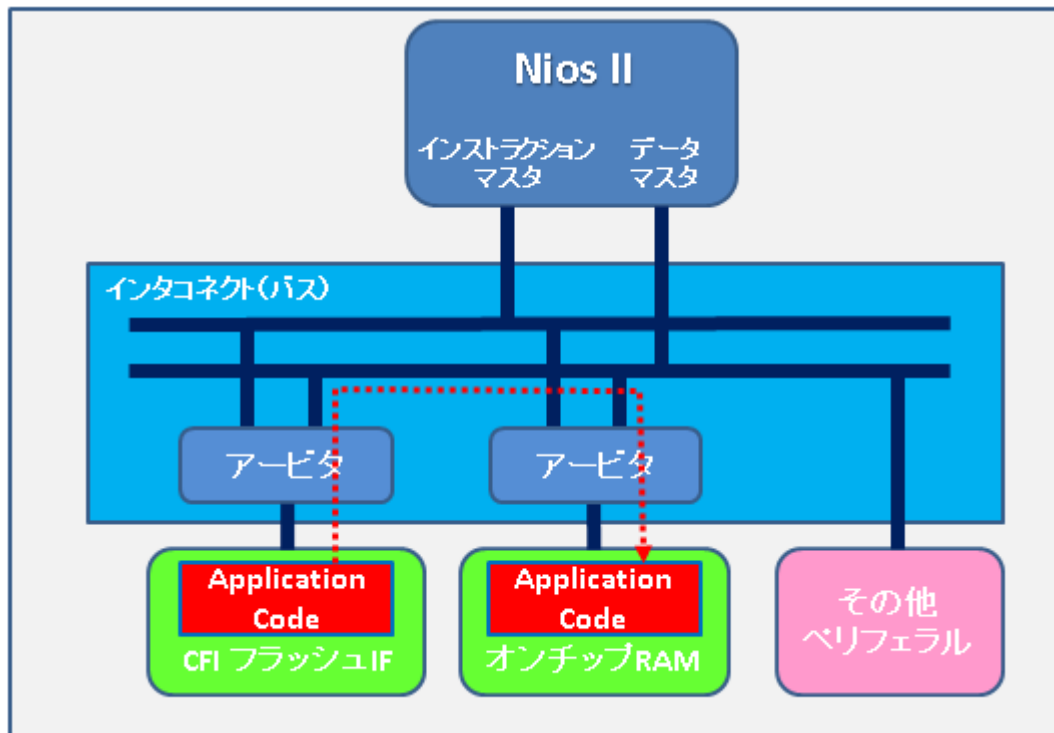 Nios II
インストラクション
マスタ
データ
マスタ
インタコネクト(バス)
アービタ
アービタ
Application
Code
CFI フラッシュIF
Application
Code
オンチップRAM
その他
ペリフェラル